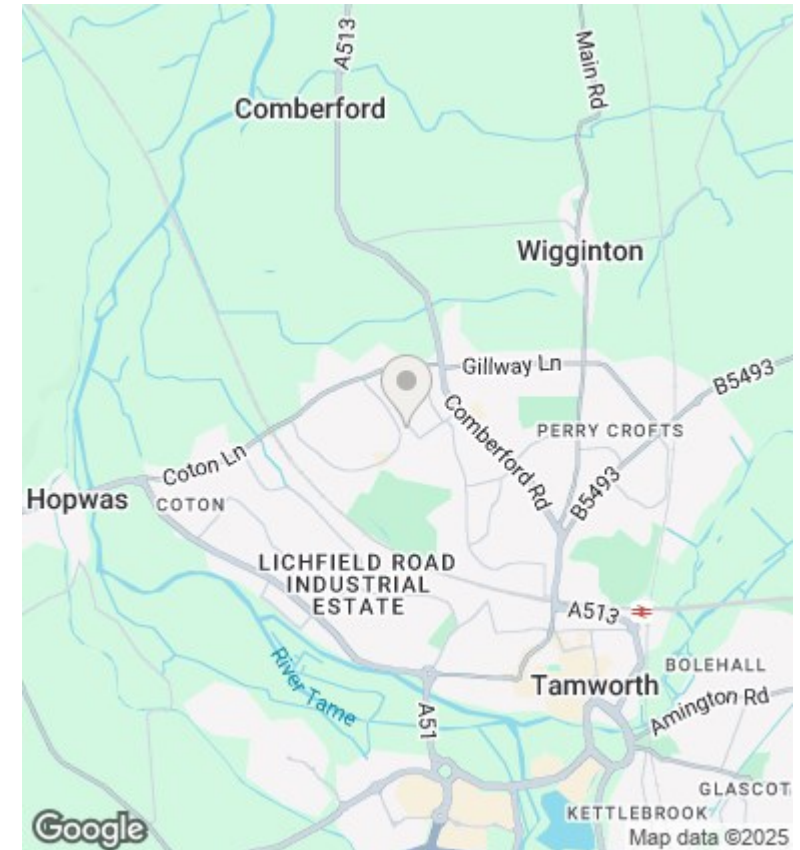 A513
Main Rd
Comberford
Wigginton
Gillway Ln
B5493
Comberford Rd
PERRY CROFTS
Coton Ln
B5493
Hopwas
COTON
LICHFIELD ROAD
INDUSTRIAL
ESTATE
A513
River Tame
BOLEHALL
Tamworth
Amington Rd
A51
GLASCOT
KETTLEBROOK
Google
Map data ©2025